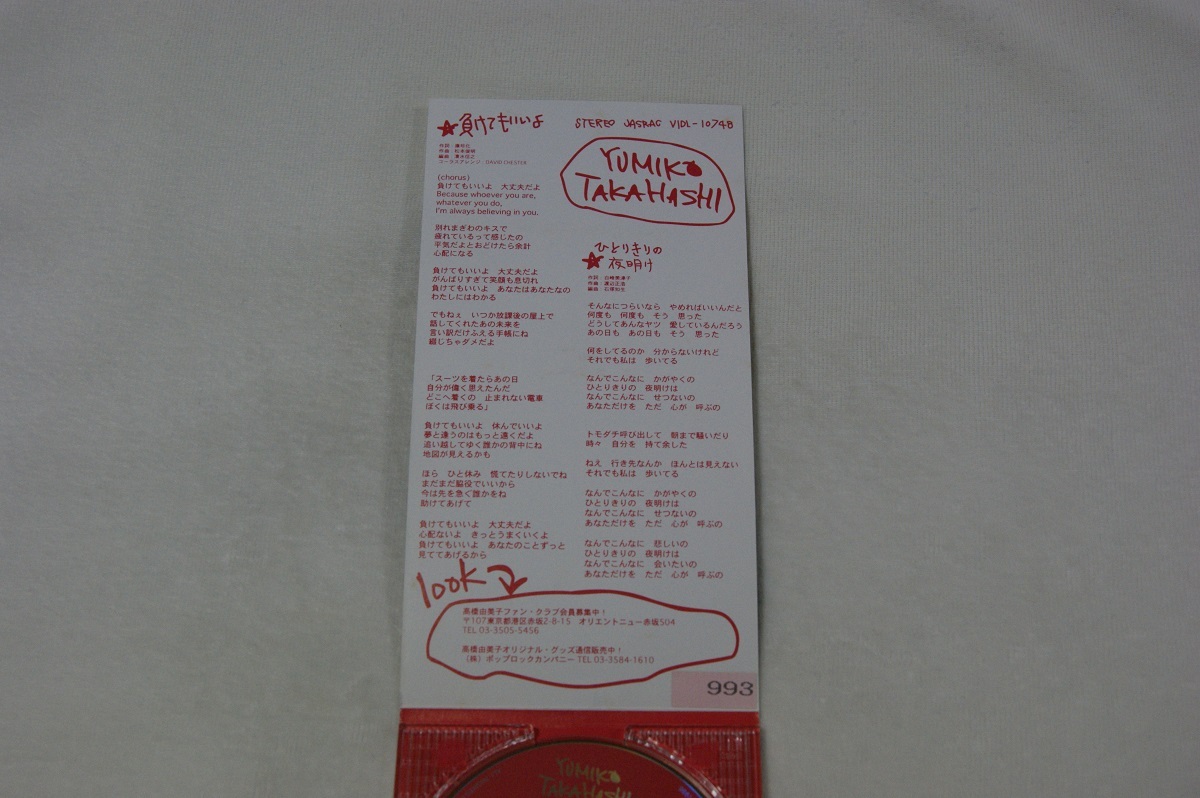 負けてもいいよ
STEREO JASRAC VIDL-10748
YUMIKO
TAKAHASHI
コーラスアレンジ：DAVID CHESTER
(chorus)
負けてもいいよ　大丈夫だよ
Because whoever you are,
whatever you do,
I'm always believing in you.
別れまぎわのキスで
疲れているって感じたの
平気だよとおどけたら余計
心配になる
負けてもいいよ　大丈夫だよ
がんばりすぎて笑顔も息切れ
負けてもいいよ　あなたはあなたなの
わたしにはわかる
でもねぇ　いつか放課後の屋上で
話してくれたあの未来を
言い訳だけふえる手帳にね
綴じちゃダメだよ
「スーツを着たらあの日
自分が偉く思えたんだ
どこへ着くの　止まれない電車
ぼくは飛び乗る」
負けてもいいよ　休んでいいよ
夢と逢うのはもっと遠くだよ
追い越してゆく誰かの背中にね
地図が見えるかも
ほら　ひと休み　慌てたりしないでね
まだまだ脇役でいいから
今は先を急ぐ誰かをね
助けてあげて
負けてもいいよ　大丈夫だよ
心配ないよ　きっとうまくいくよ
負けてもいいよ　あなたのことずっと
見ててあげるから
ひとりきりの
夜明け
そんなにつらいなら　やめればいいんだと
何度も　何度も　そう　思った
どうしてあんなヤツ　愛しているんだろう
あの日も　あの日も　そう　思った
何をしてるのか　分からないけれど
それでも私は　歩いてる
なんでこんなに　かがやくの
ひとりきりの　夜明けは
なんでこんなに　せつないの
あなただけを　ただ　心が　呼ぶの
トモダチ呼び出して　朝まで騒いだり
時々　自分を　持て余した
ねえ　行き先なんか　ほんとは見えない
それでも私は　歩いてる
なんでこんなに　かがやくの
ひとりきりの　夜明けは
なんでこんなに　せつないの
あなただけを　ただ　心が　呼ぶの
なんでこんなに　悲しいの
ひとりきりの　夜明けは
なんでこんなに　会いたいの
あなただけを　ただ　心が　呼ぶの
look
高橋由美子ファン・クラブ会員募集中！
〒107東京都港区赤坂2-8-15　オリエントニュー赤坂504
TEL 03-3505-5456
高橋由美子オリジナル・グッズ通信販売中！
（株）ポップロックカンパニー TEL 03-3584-1610
993
YUMIKO
TAKAHASHI